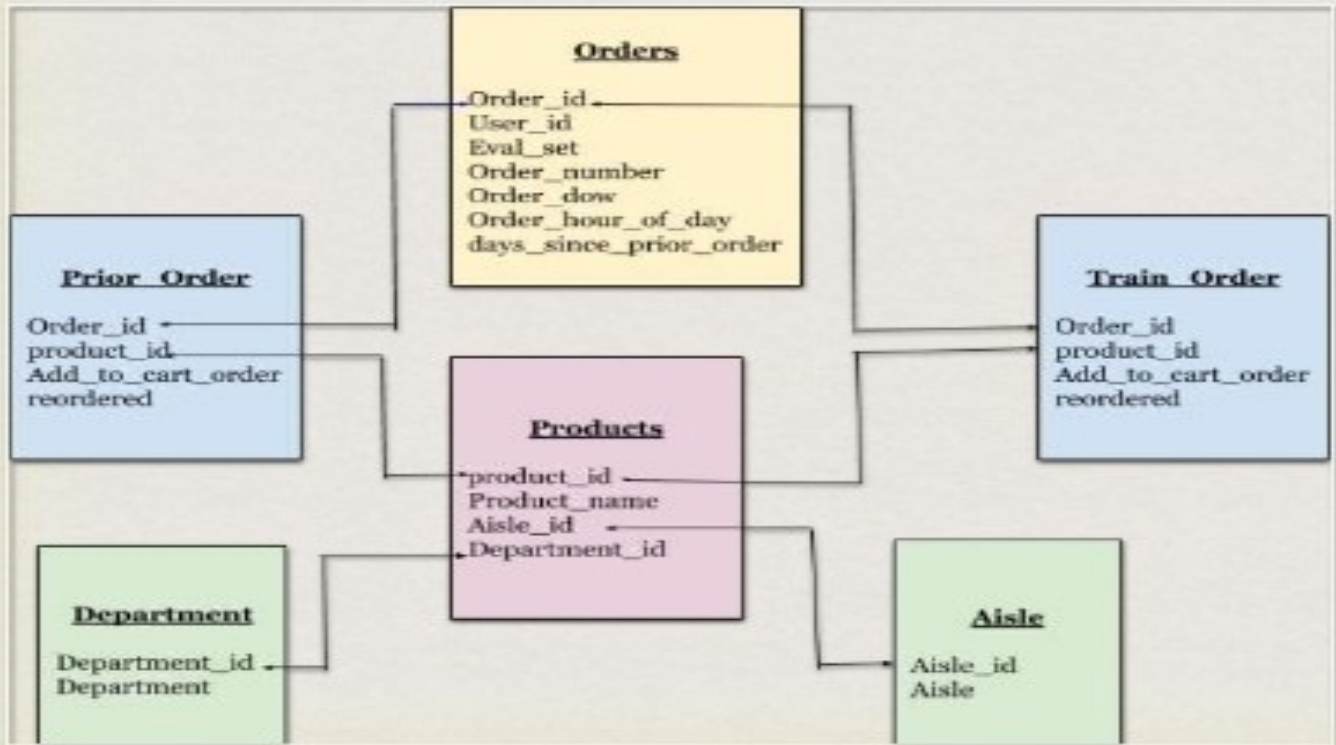 Orders
Order_id
User_id
Eval_set
Order_number
Order_dow
Order_hour_of_day
days_since_prior_order
Prior_Order
Order_id
product_id
Add_to_cart_order
reordered
Train_Order
Order_id
product_id
Add_to_cart_order
reordered
Products
product_id
Product_name
Aisle_id
Department_id
Department
Department_id
Department
Aisle
Aisle_id
Aisle